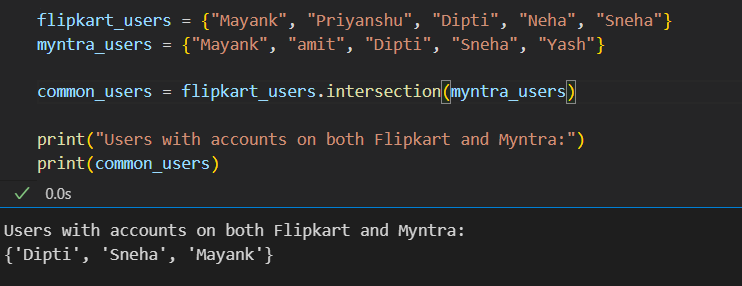 flipkart_users = {"Mayank", "Priyanshu", "Dipti", "Neha", "Sneha"}
myntra_users = {"Mayank", "amit", "Dipti", "Sneha", "Yash"}
common_users = flipkart_users.intersection(myntra_users)
print("Users with accounts on both Flipkart and Myntra:")
print(common_users)
0.0s
Users with accounts on both Flipkart and Myntra:
{'Dipti', 'Sneha', 'Mayank'}